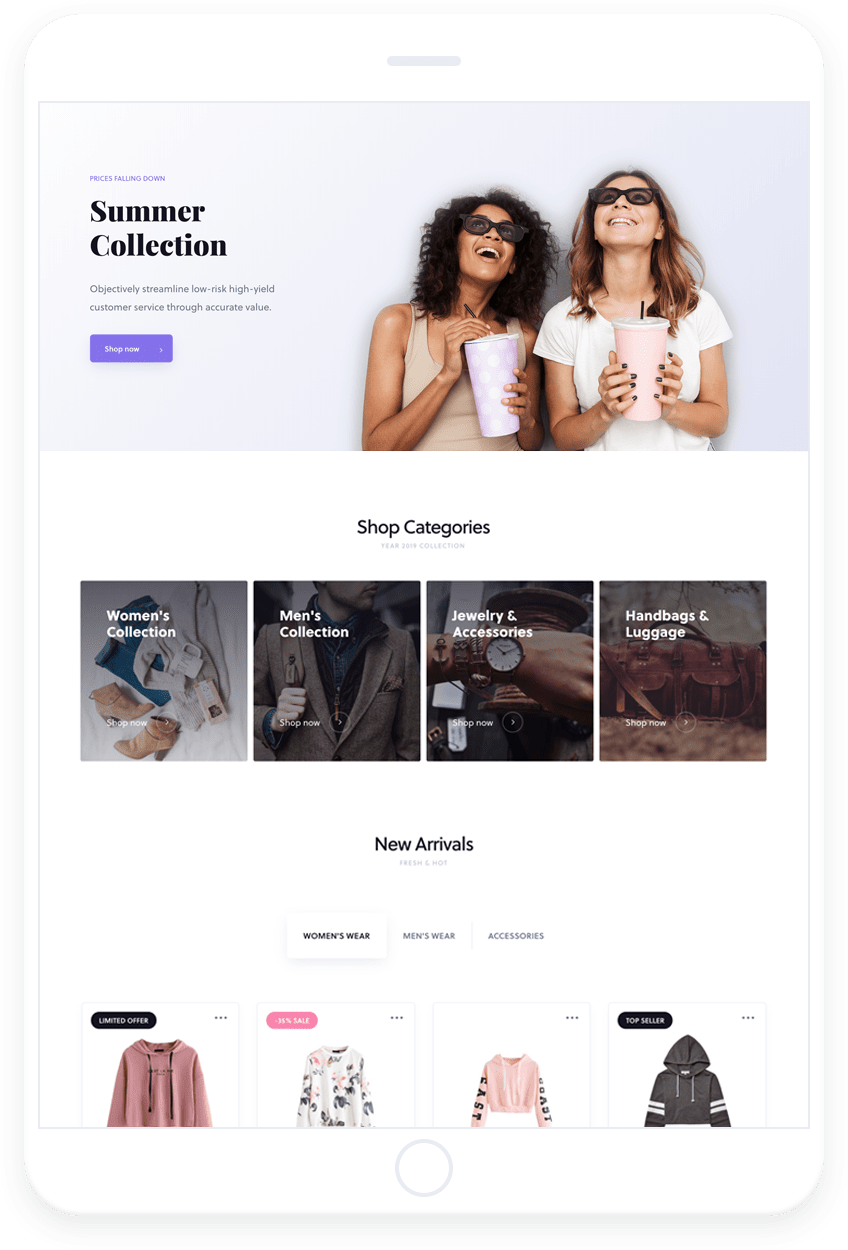 PRICES FALLING DOWN
Summer
Collection
Objectively streamline low-risk high-yield
customer service through accurate value.
Shop now
Shop Categories
YEAR 2019 COLLECTION
Women's
Collection
Shop now
Men's
Collection
Shop now
Jewelry &
Accessories
Shop now
Handbags &
Luggage
Shop now
New Arrivals
FRESH & HOT
WOMEN'S WEAR
MEN'S WEAR
ACCESSORIES
LIMITED OFFER
-35% SALE
TOP SELLER
EAST
COAST